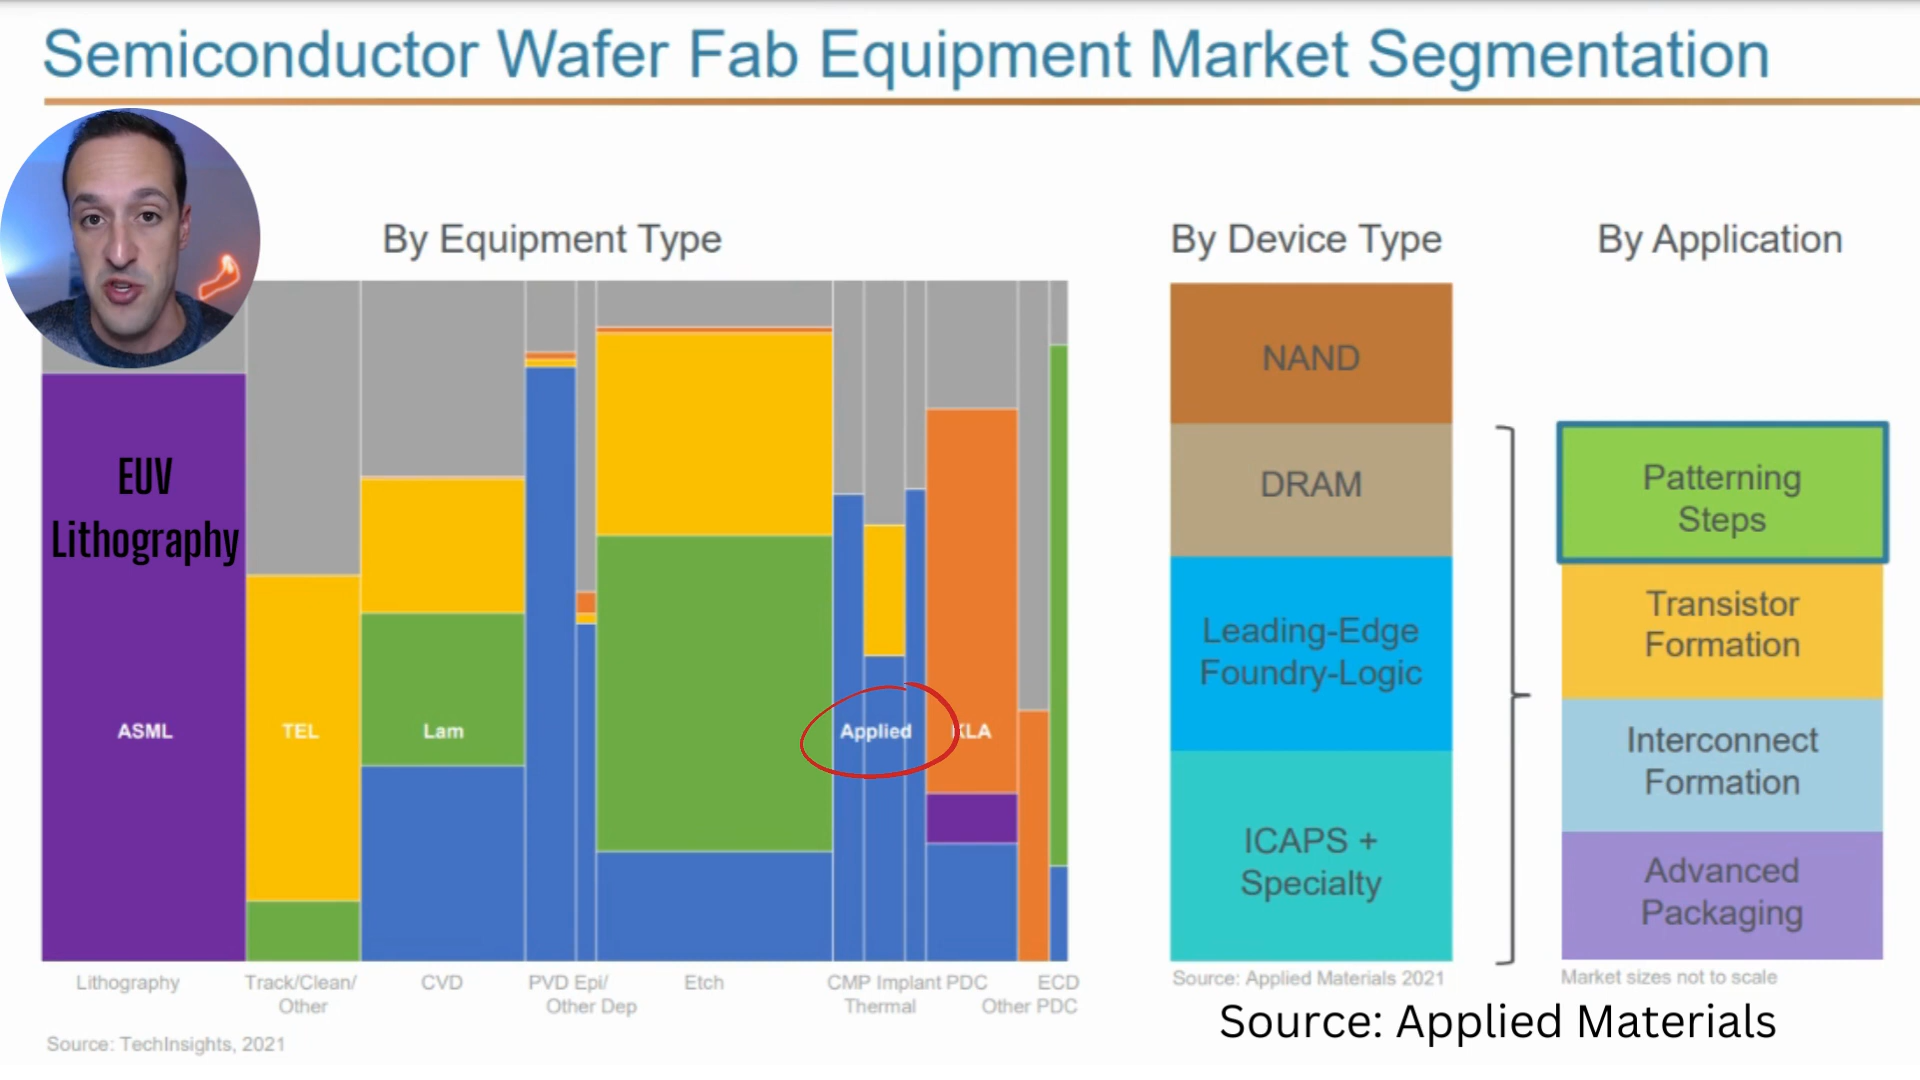 Semiconductor Wafer Fab Equipment Market Segmentation
By Equipment Type
EUV
Lithography
ASML
TEL
Lam
Applied
KLA
Lithography
Track/Clean/
Other
CVD
PVD Epi/
Other Dep
Etch
CMP Implant PDC
Thermal
ECD
Other PDC
Source: TechInsights, 2021
By Device Type
NAND
DRAM
Leading-Edge
Foundry-Logic
ICAPS +
Specialty
Source: Applied Materials 2021
By Application
Patterning
Steps
Transistor
Formation
Interconnect
Formation
Advanced
Packaging
Market sizes not to scale
Source: Applied Materials